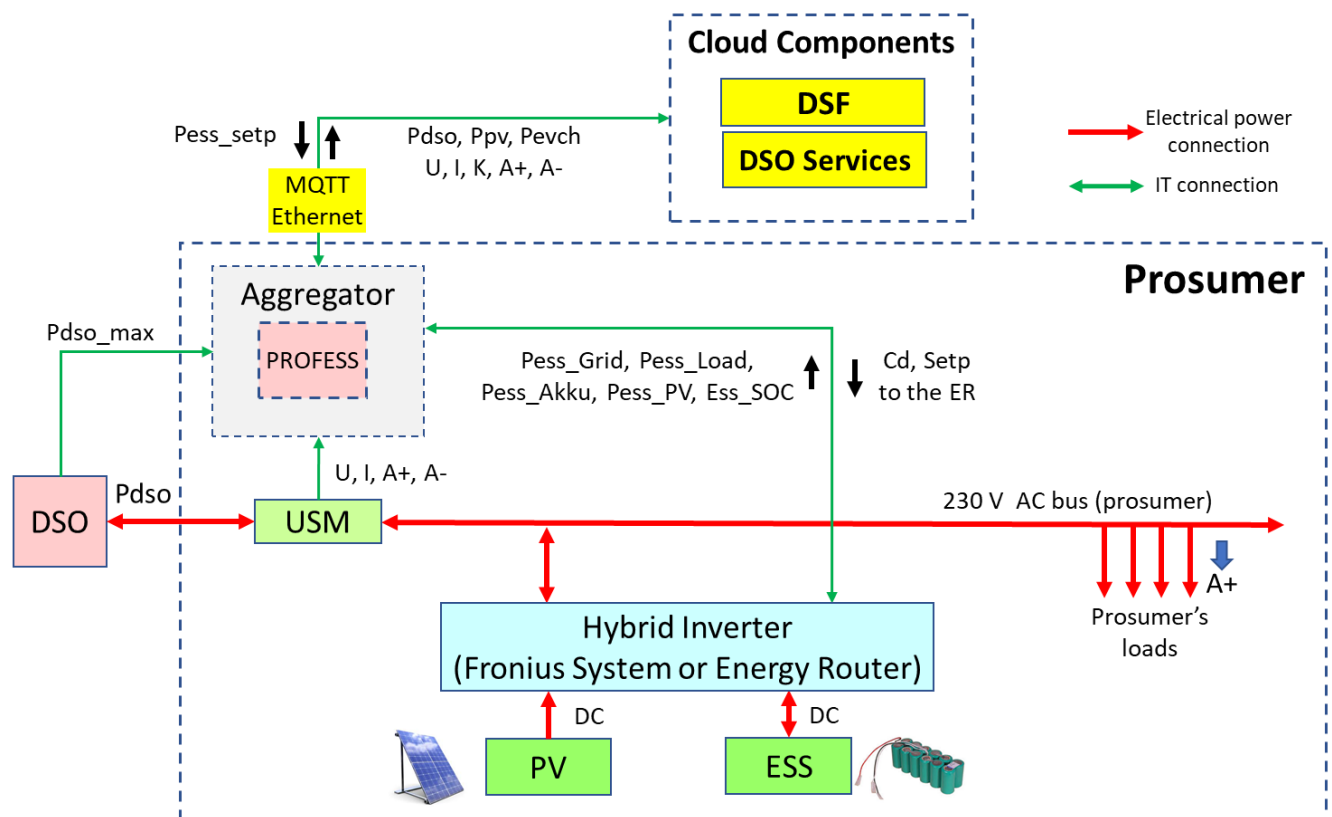 Cloud Components
DSF
DSO Services
Electrical power
connection
IT connection
Pess_setp
Pdso, Ppv, Pevch
U, I, K, A+, A-
MQTT
Ethernet
Prosumer
Aggregator
PROFESS
Pdso_max
Pess_Grid, Pess_Load,
Pess_Akku, Pess_PV, Ess_SOC
Cd, Setp
to the ER
U, I, A+, A-
DSO
Pdso
USM
230 V AC bus (prosumer)
A+
Prosumer’s
loads
Hybrid Inverter
(Fronius System or Energy Router)
DC
DC
PV
ESS